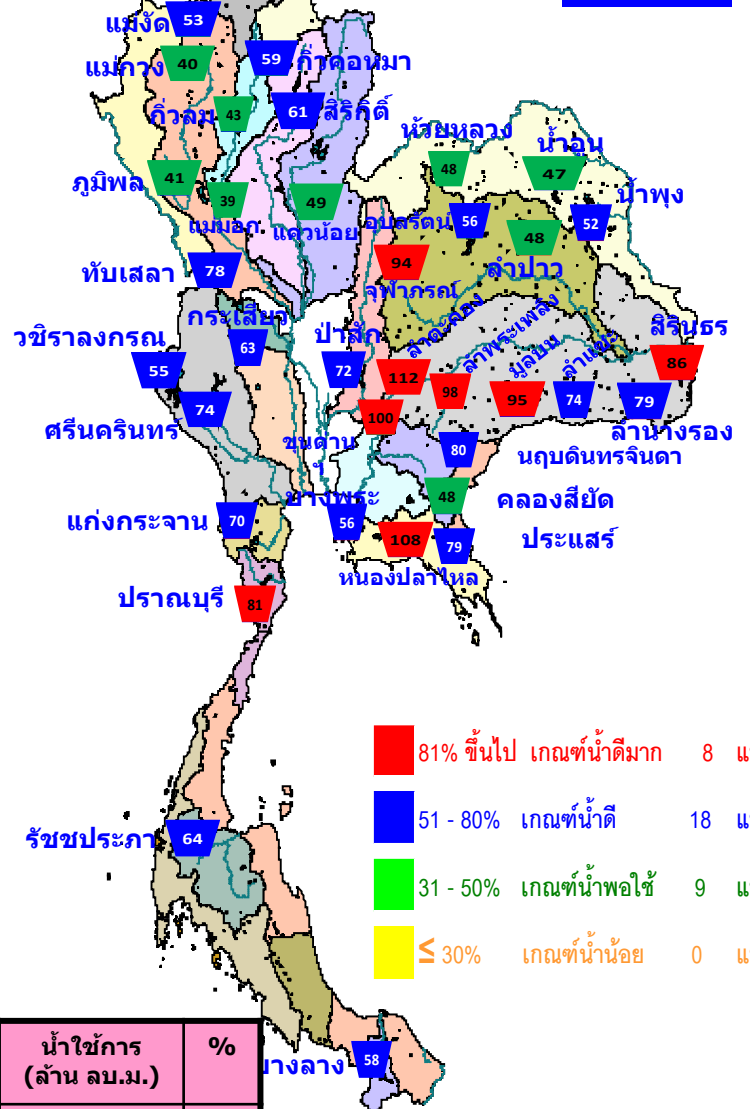 แม่งัด 53
แม่กวง 40
59 กิ่วคอหมา
กิ่วลม 43
61 สิริกิติ์
ห้วยหลวง 48
น้ำอูน 47
ภูมิพล 41
39 แม่มอก
49 แควน้อย
อุบลรัตน์ 56
48 ลำปาว
52 น้ำพุง
94 จุฬาภรณ์
ทับเสลา 78
กระเสียว 63
ป่าสัก 72
ลำตะคอง 112
ลำพระเพลิง 98
มูลบน 95
ลำแชะ 74
สิรินธร 86
วชิราลงกรณ 55
74 ศรีนครินทร์
79 ลำนางรอง
100 ขุนด่าน ฯ
80 นฤบดินทรจินดา
บางพระ 56
48 คลองสียัด
แก่งกระจาน 70
108 หนองปลาไหล
79 ประแสร์
ปราณบุรี 81
81% ขึ้นไป เกณฑ์น้ำดีมาก 8
51 - 80% เกณฑ์น้ำดี 18
31 - 50% เกณฑ์น้ำพอใช้ 9
≤ 30% เกณฑ์น้ำน้อย 0
รัชชประภา 64
บางลาง 58
น้ำใช้การ %
(ล้าน ลบ.ม.)